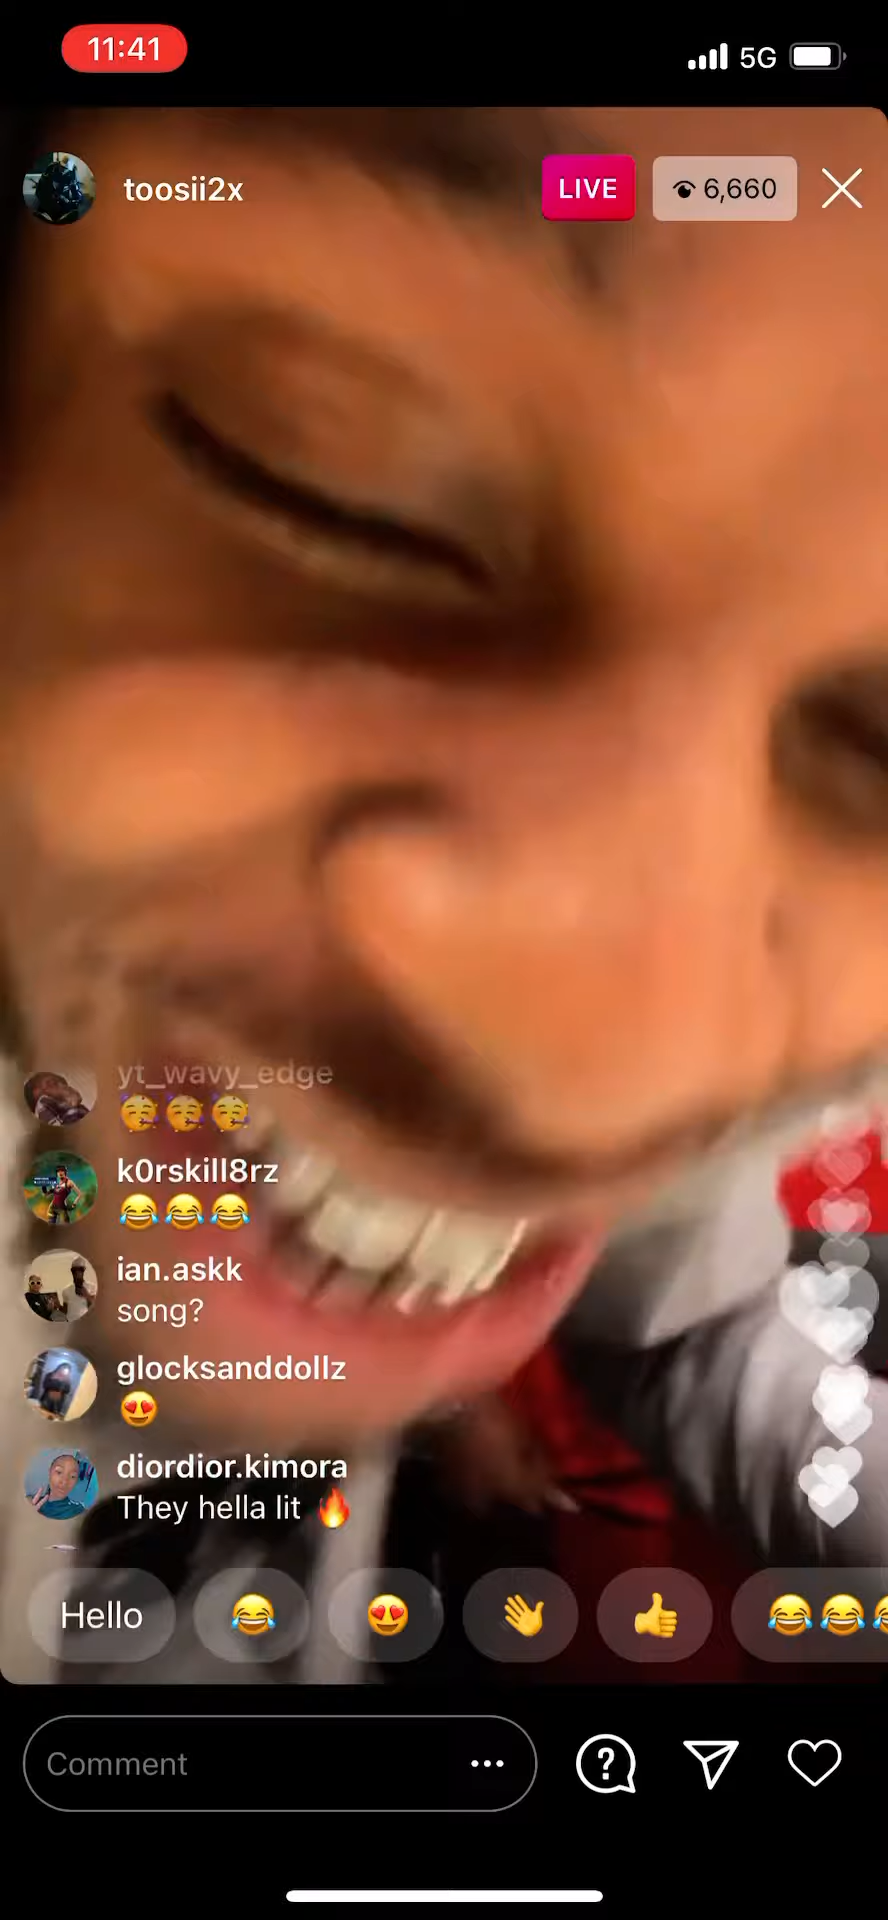 11:41
5G
toosii2x
LIVE
6,660
yt_wavy_edge
🥳🥳🥳
k0rskill8rz
😂😂😂
ian.askk
song?
glocksanddollz
😍
diordior.kimora
They hella lit 🔥
Hello 😂 😍 👋 👍 😂😂😂
Comment